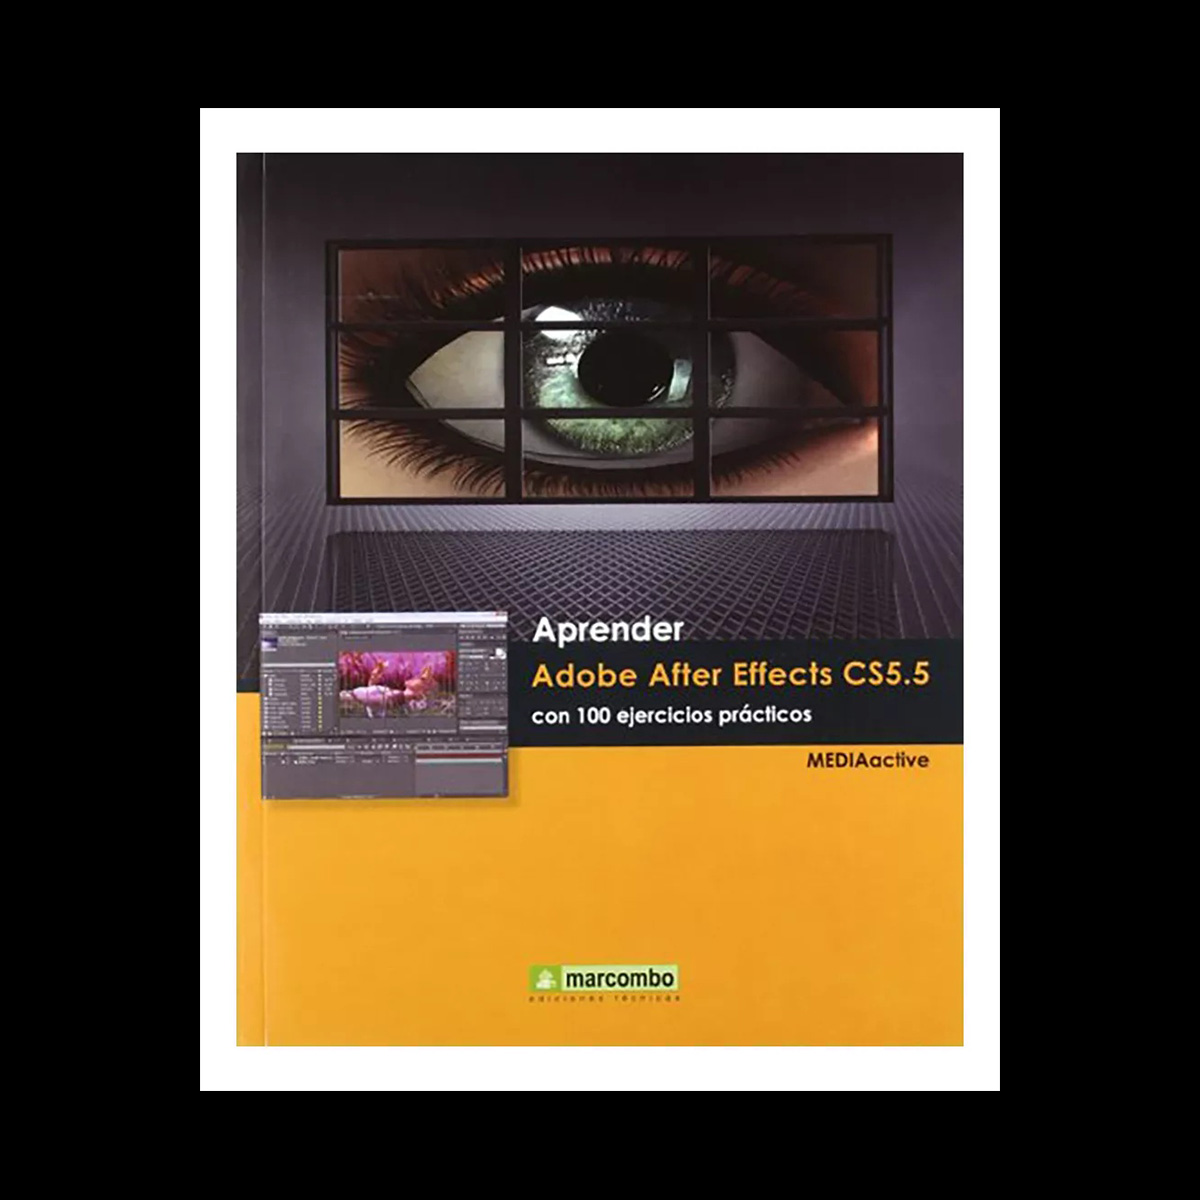 Aprender
Adobe After Effects CS5.5
con 100 ejercicios prácticos
MEDIAactive
marcombo
ediciones técnicas